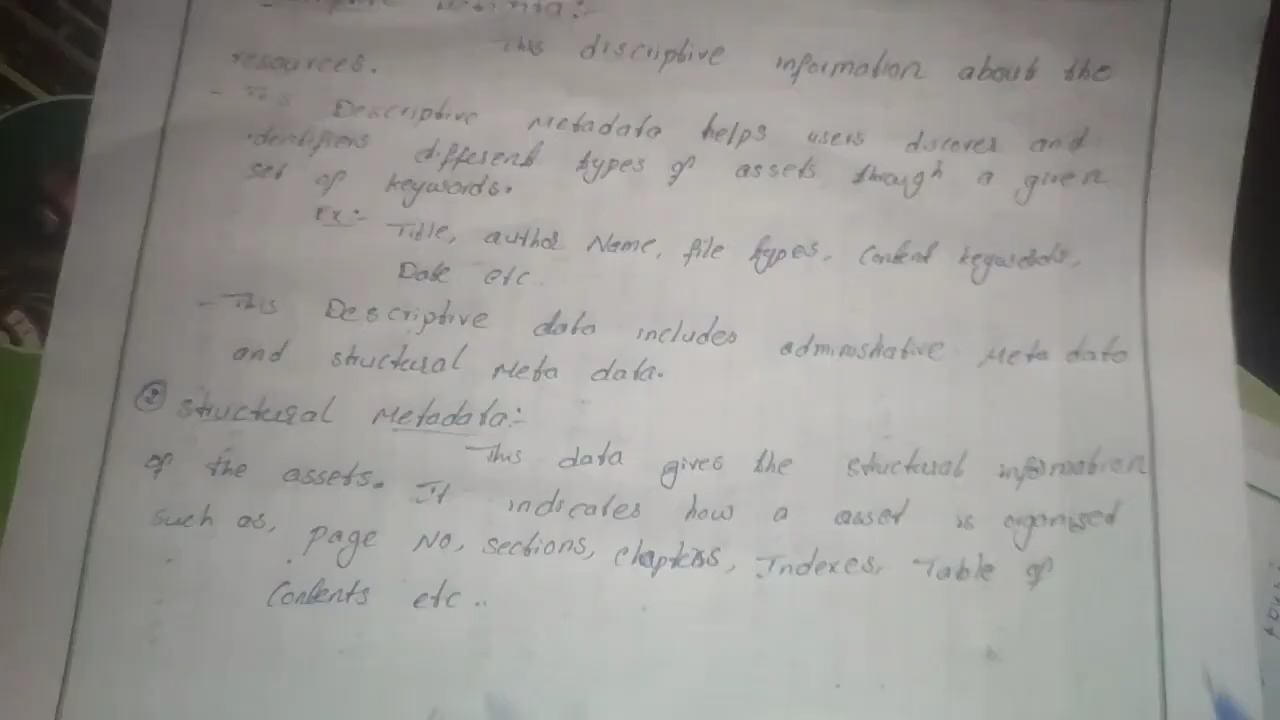 This discriptive information about the
resources.
- This Descriptive Metadata helps users discover and
identifiers different types of assets though a given
set of keywords.
Ex:- Title, author Name, file types, Content keywords,
Date etc.
- This Descriptive data includes administrative Meta data
and structural Meta data.
② Structural Metadata:-
This data gives the structural information
of the assets. It indicates how a asset is organised
such as, page No, sections, chapters, Indexes, Table of
Contents etc..